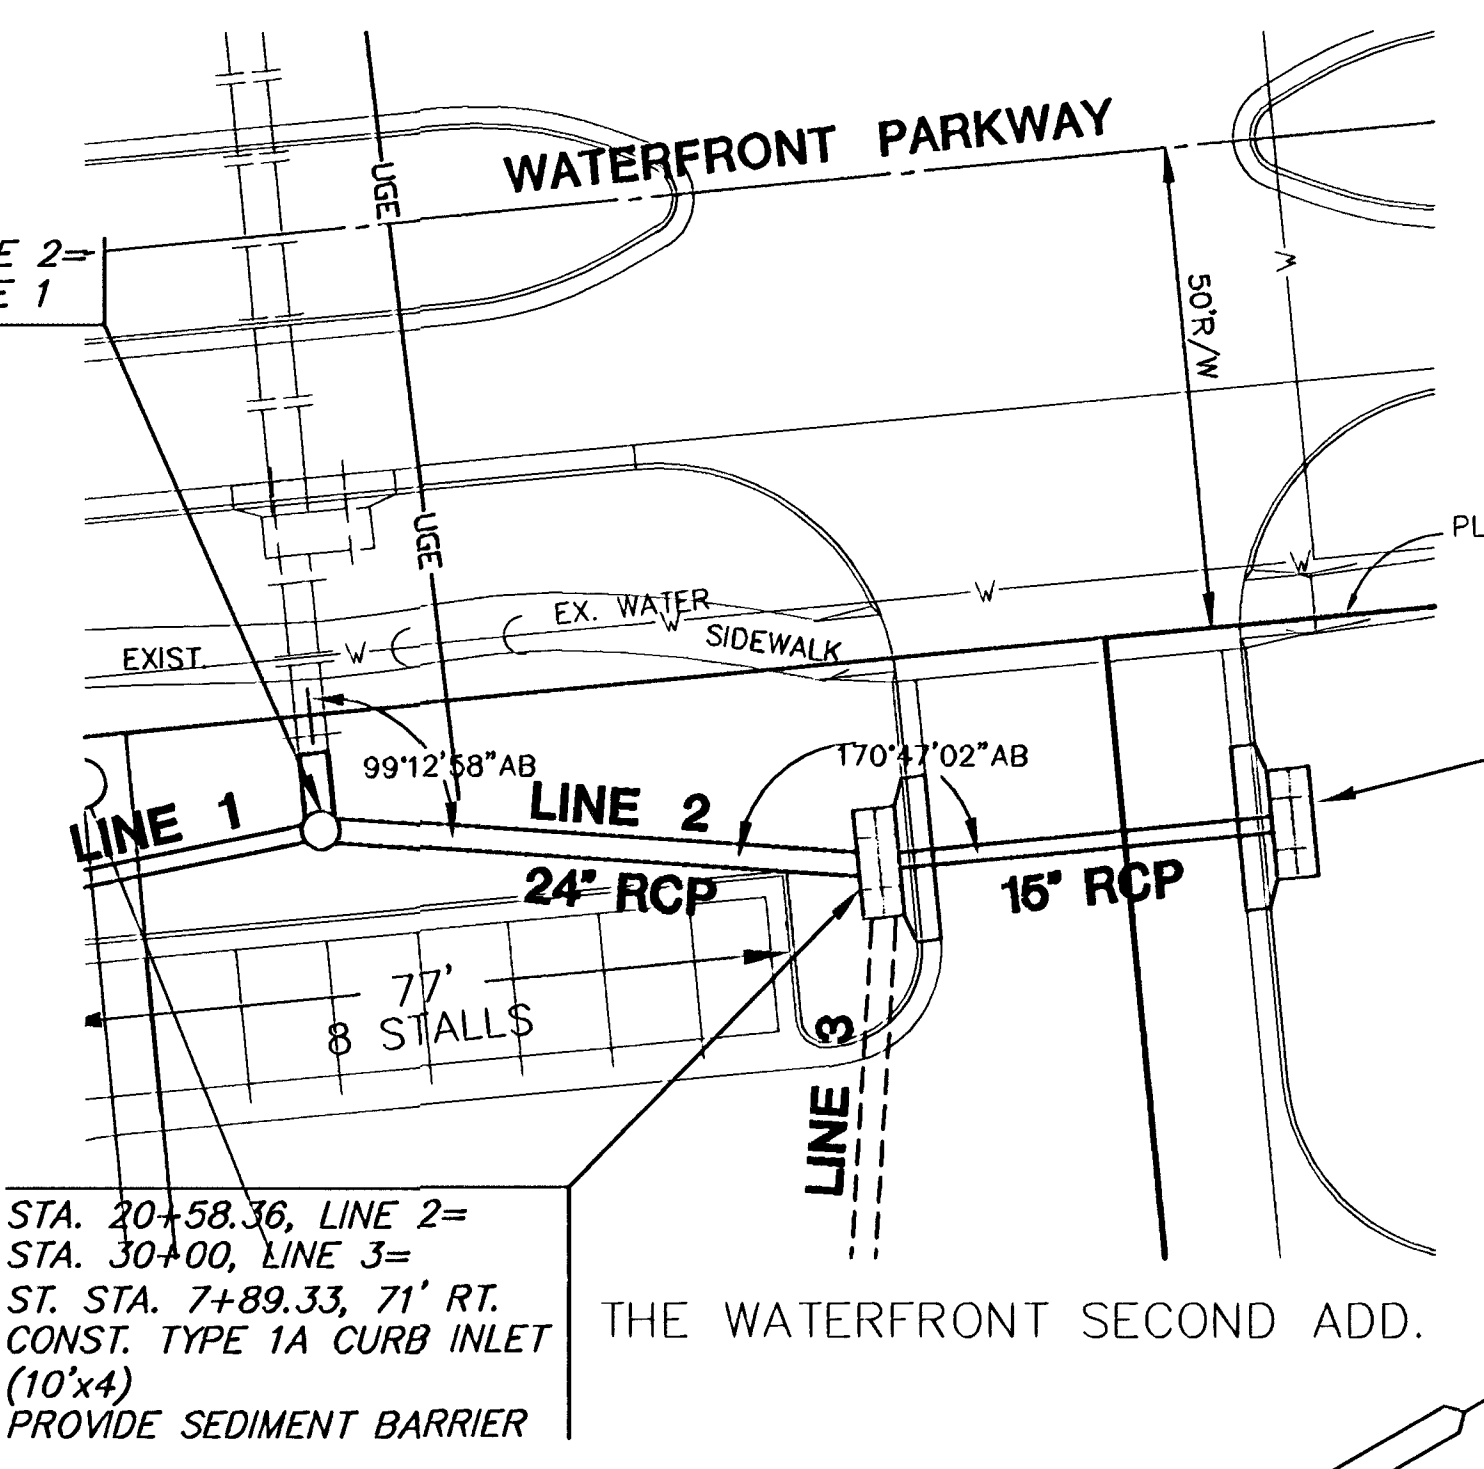 WATERFRONT PARKWAY
UGE
E 2=
E 1
W
50'R/W
UGE
PL
W
W
EX. WATER
W
SIDEWALK
EXIST.
W
99°12'58"AB
170°47'02"AB
LINE 1
LINE 2
24" RCP
15" RCP
77'
8 STALLS
LINE 3
STA. 20+58.36, LINE 2=
STA. 30+00, LINE 3=
ST. STA. 7+89.33, 71' RT.
CONST. TYPE 1A CURB INLET
(10'x4)
PROVIDE SEDIMENT BARRIER
THE WATERFRONT SECOND ADD.